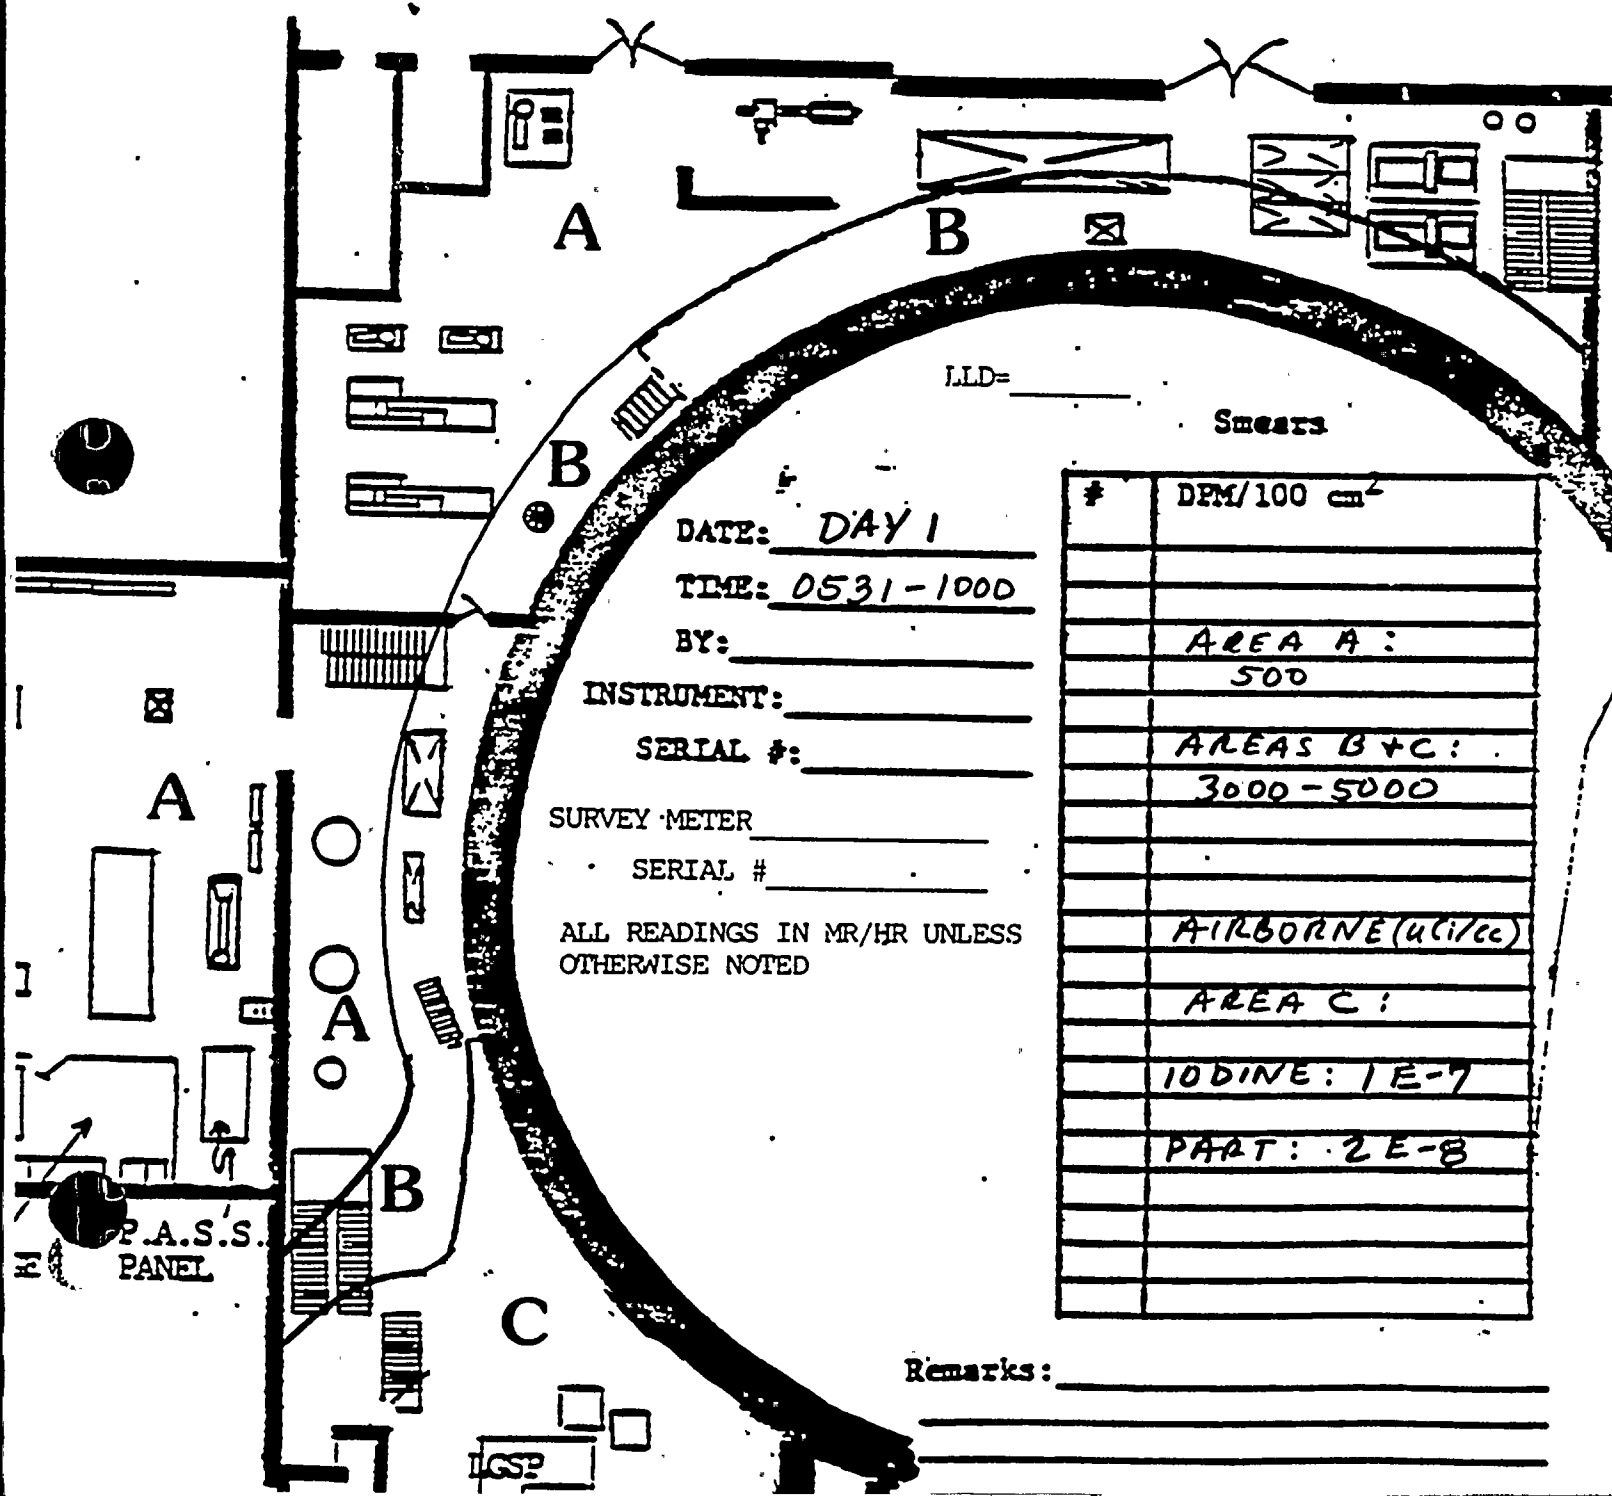 A
B
LLD=
Smears
B
# DPM/100 cm²
DATE: DAY 1
TIME: 0531-1000
BY:
AREA A:
500
INSTRUMENT:
SERIAL #:
AREAS B + C:
3000-5000
A
SURVEY METER
SERIAL #
ALL READINGS IN MR/HR UNLESS
OTHERWISE NOTED
AIRBORNE (uCi/cc)
AREA C:
A
IODINE: 1 E-7
PART: 2 E-8
B
P.A.S.S.
PANEL
C
Remarks:
LGSP